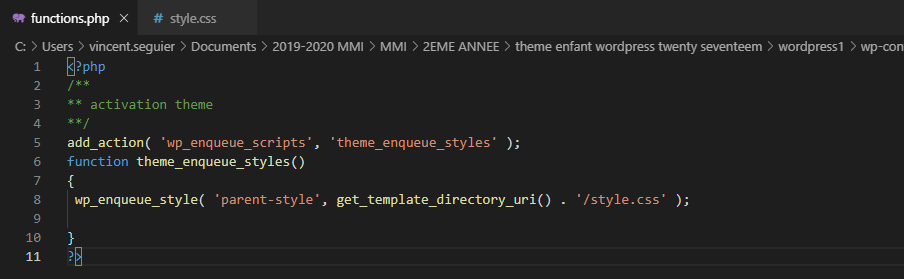 functions.php × # style.css
C: > Users > vincent.seguier > Documents > 2019-2020 MMI > MMI > 2EME ANNEE > theme enfant wordpress twenty seventeem > wordpress1 > wp-con
1 <?php
2 /**
3 ** activation theme
4 **/
5 add_action( 'wp_enqueue_scripts', 'theme_enqueue_styles' );
6 function theme_enqueue_styles()
7 {
8 wp_enqueue_style( 'parent-style', get_template_directory_uri() . '/style.css' );
9
10 }
11 ?>